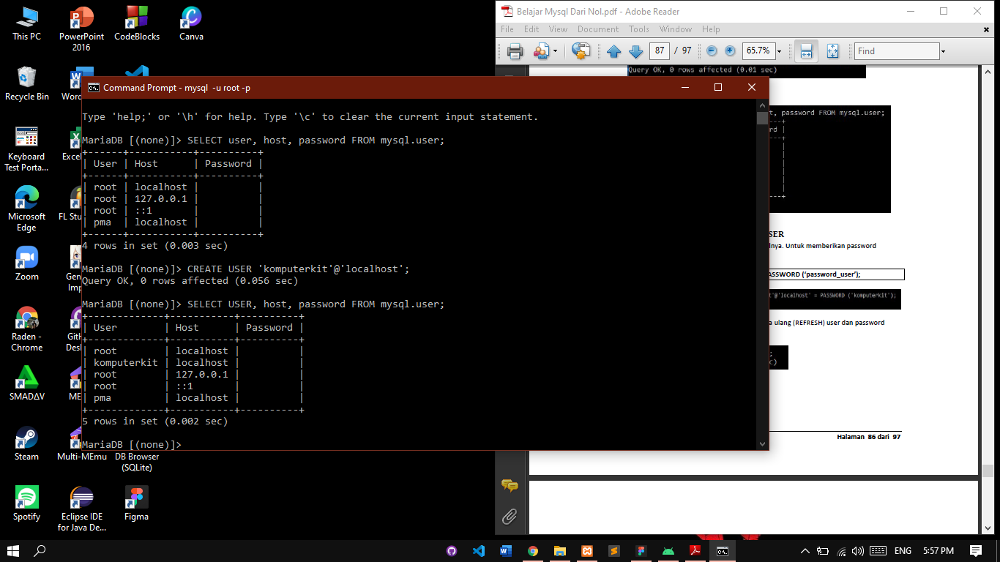 This PC
PowerPoint
2016
CodeBlocks
Canva
Recycle Bin
Word
Keyboard
Test Porta...
Excel
Microsoft
Edge
FL Stu
Zoom
Gen
Imp
Raden -
Chrome
Git
Desk
SMADΔV
ME
Steam
Multi-MEmu
DB Browser
(SQLite)
Spotify
Eclipse IDE
for Java De...
Figma
Command Prompt - mysql -u root -p
Type 'help;' or '\h' for help. Type '\c' to clear the current input statement.
MariaDB [(none)]> SELECT user, host, password FROM mysql.user;
+------+-----------+----------+
| User | Host      | Password |
+------+-----------+----------+
| root | localhost |          |
| root | 127.0.0.1 |          |
| root | ::1       |          |
| pma  | localhost |          |
+------+-----------+----------+
4 rows in set (0.003 sec)
MariaDB [(none)]> CREATE USER 'komputerkit'@'localhost';
Query OK, 0 rows affected (0.056 sec)
MariaDB [(none)]> SELECT USER, host, password FROM mysql.user;
+-------------+-----------+----------+
| User        | Host      | Password |
+-------------+-----------+----------+
| root        | localhost |          |
| komputerkit | localhost |          |
| root        | 127.0.0.1 |          |
| root        | ::1       |          |
| pma         | localhost |          |
+-------------+-----------+----------+
5 rows in set (0.002 sec)
MariaDB [(none)]>
Belajar Mysql Dari Nol.pdf - Adobe Reader
File Edit View Document Tools Window Help
87 / 97 65.7% Find
Query OK, 0 rows affected (0.01 sec)
t, password FROM mysql.user;
rd |
SER
lnya. Untuk memberikan password
ASSWORD ('password_user');
t'@'localhost' = PASSWORD ('komputerkit');
a ulang (REFRESH) user dan password
;
c)
Halaman 86 dari 97
ENG 5:57 PM